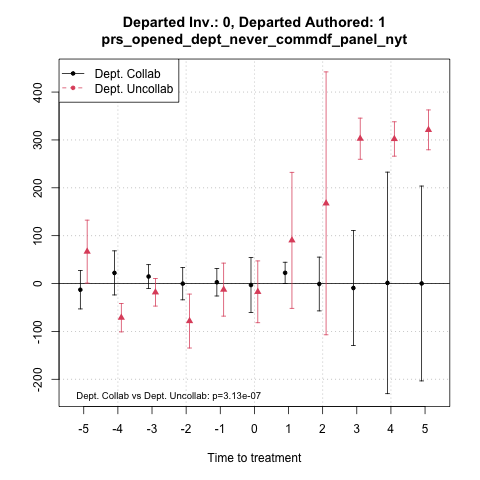 Departed Inv.: 0, Departed Authored: 1
prs_opened_dept_never_commdf_panel_nyt
Dept. Collab
Dept. Uncollab
400
300
200
100
0
-100
-200
Dept. Collab vs Dept. Uncollab: p=3.13e-07
-5 -4 -3 -2 -1 0 1 2 3 4 5
Time to treatment